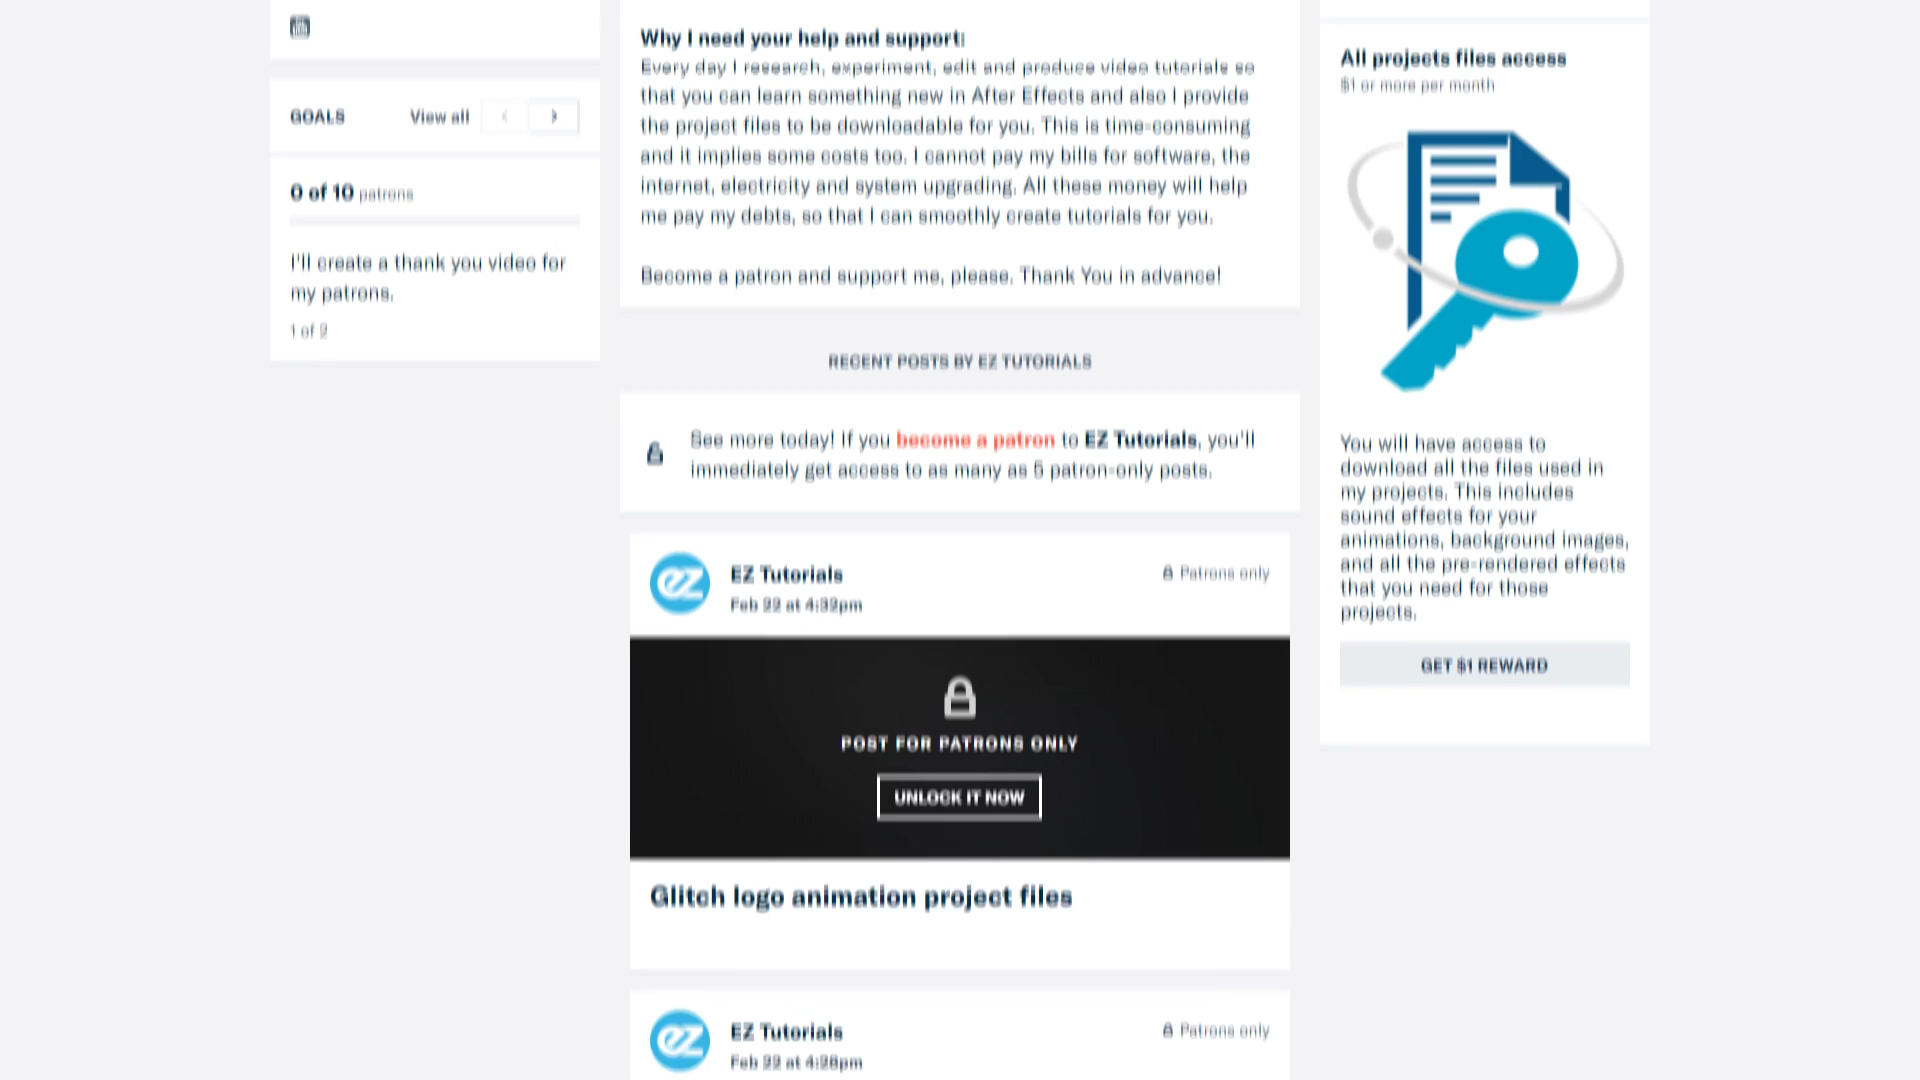 GOALS
View all
0 of 10 patrons
I'll create a thank you video for
my patrons.
1 of 2
Why I need your help and support:
Every day I research, experiment, edit and produce video tutorials so
that you can learn something new in After Effects and also I provide
the project files to be downloadable for you. This is time-consuming
and it implies some costs too. I cannot pay my bills for software, the
internet, electricity and system upgrading. All these money will help
me pay my debts, so that I can smoothly create tutorials for you.
Become a patron and support me, please. Thank You in advance!
RECENT POSTS BY EZ TUTORIALS
See more today! If you become a patron to EZ Tutorials, you'll
immediately get access to as many as 5 patron-only posts.
ez
EZ Tutorials
Patrons only
Feb 22 at 4:32pm
POST FOR PATRONS ONLY
UNLOCK IT NOW
Glitch logo animation project files
ez
EZ Tutorials
Patrons only
Feb 22 at 4:28pm
All projects files access
$1 or more per month
You will have access to
download all the files used in
my projects. This includes
sound effects for your
animations, background images,
and all the pre-rendered effects
that you need for those
projects.
GET $1 REWARD